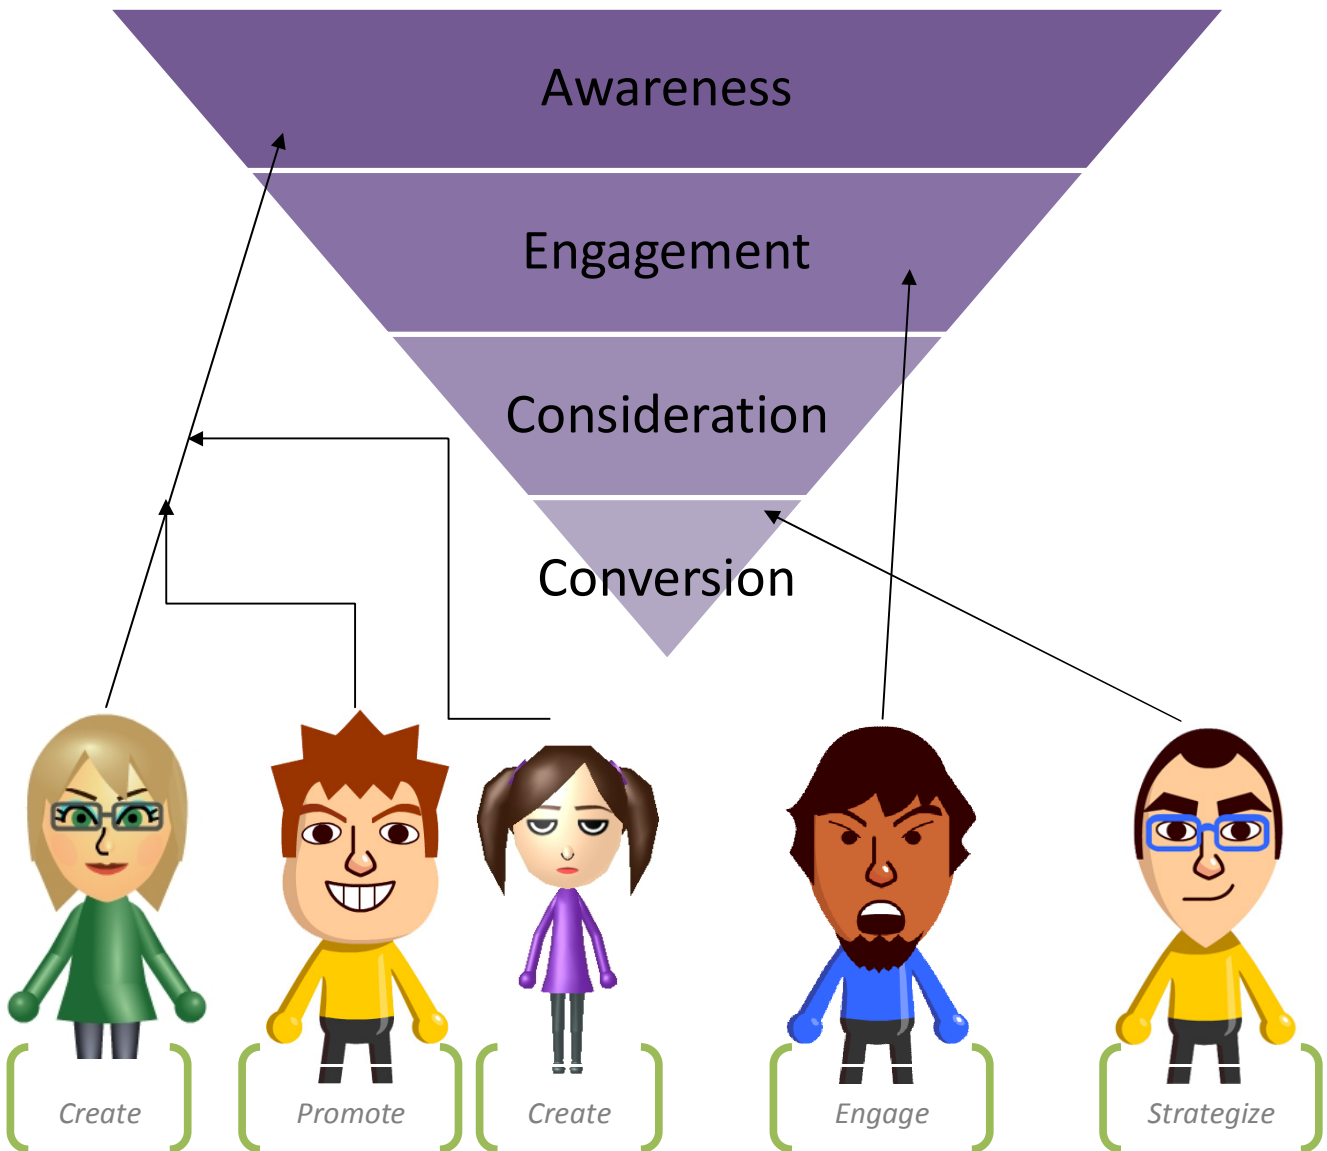 Awareness
Engagement
Consideration
Conversion
Create
Promote
Create
Engage
Strategize